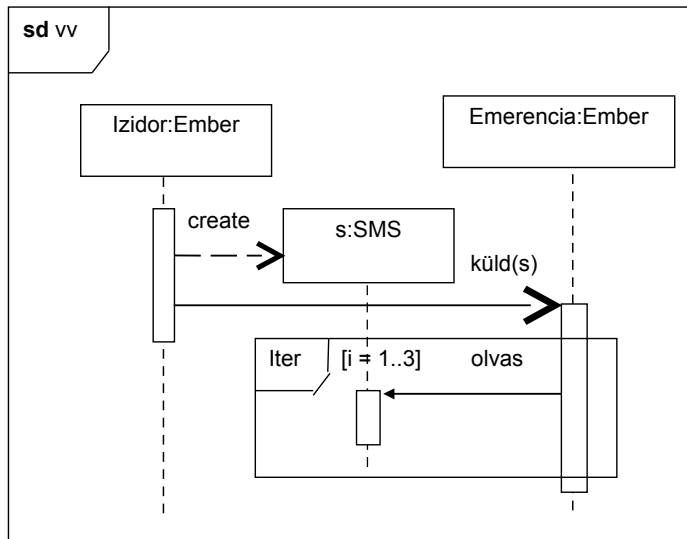 sd vv
Izidor:Ember
Emerencia:Ember
create
s:SMS
küld(s)
Iter [i = 1..3] olvas